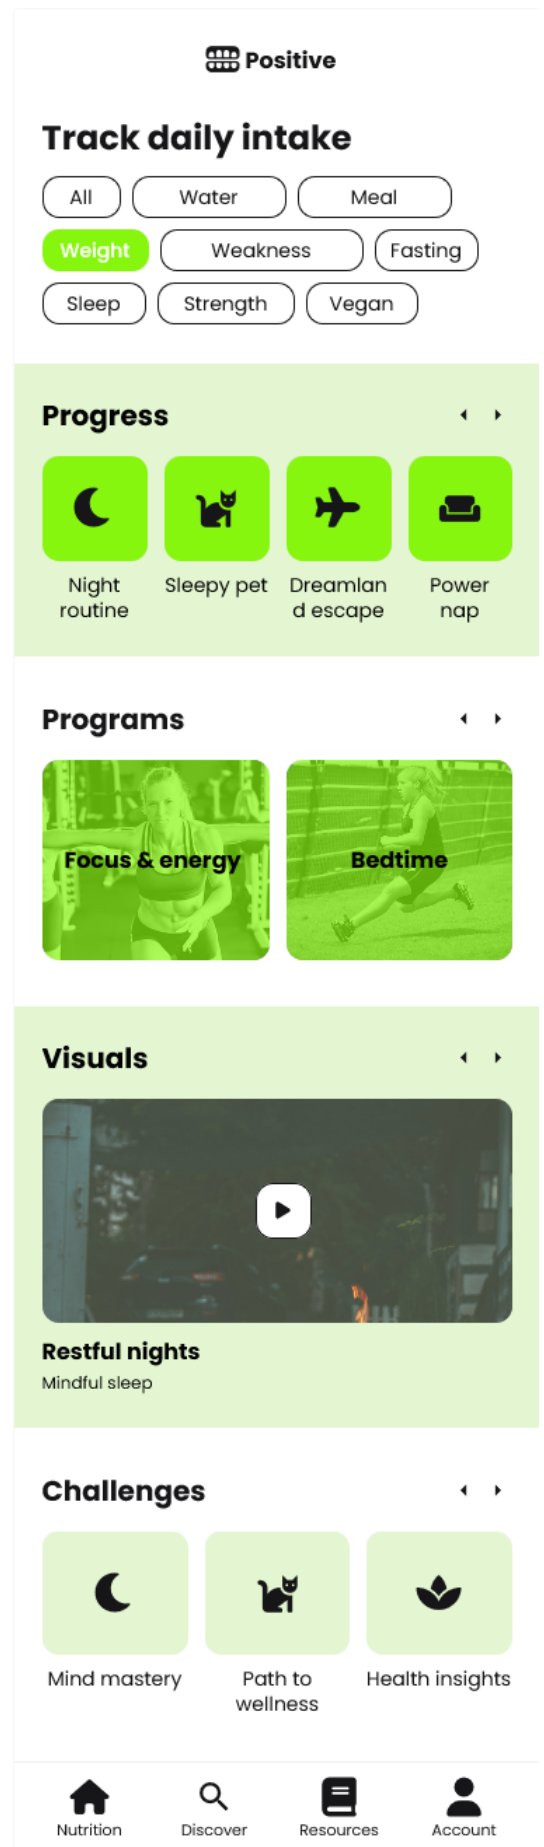 Positive
Track daily intake
All
Water
Meal
Weight
Weakness
Fasting
Sleep
Strength
Vegan
Progress
Night
routine
Sleepy pet
Dreamlan
d escape
Power
nap
Programs
Focus & energy
Bedtime
Visuals
Restful nights
Mindful sleep
Challenges
Mind mastery
Path to
wellness
Health insights
Nutrition
Discover
Resources
Account